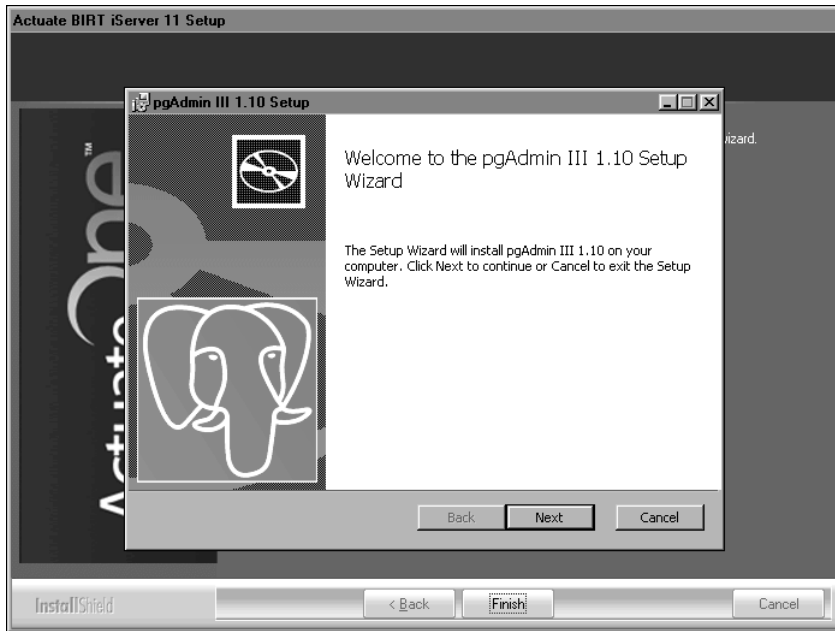 Actuate BIRT iServer 11 Setup
pgAdmin III 1.10 Setup
izard.
Welcome to the pgAdmin III 1.10 Setup
Wizard
The Setup Wizard will install pgAdmin III 1.10 on your
computer. Click Next to continue or Cancel to exit the Setup
Wizard.
ActuateOne™
Back
Next
Cancel
InstallShield
< Back
Finish
Cancel